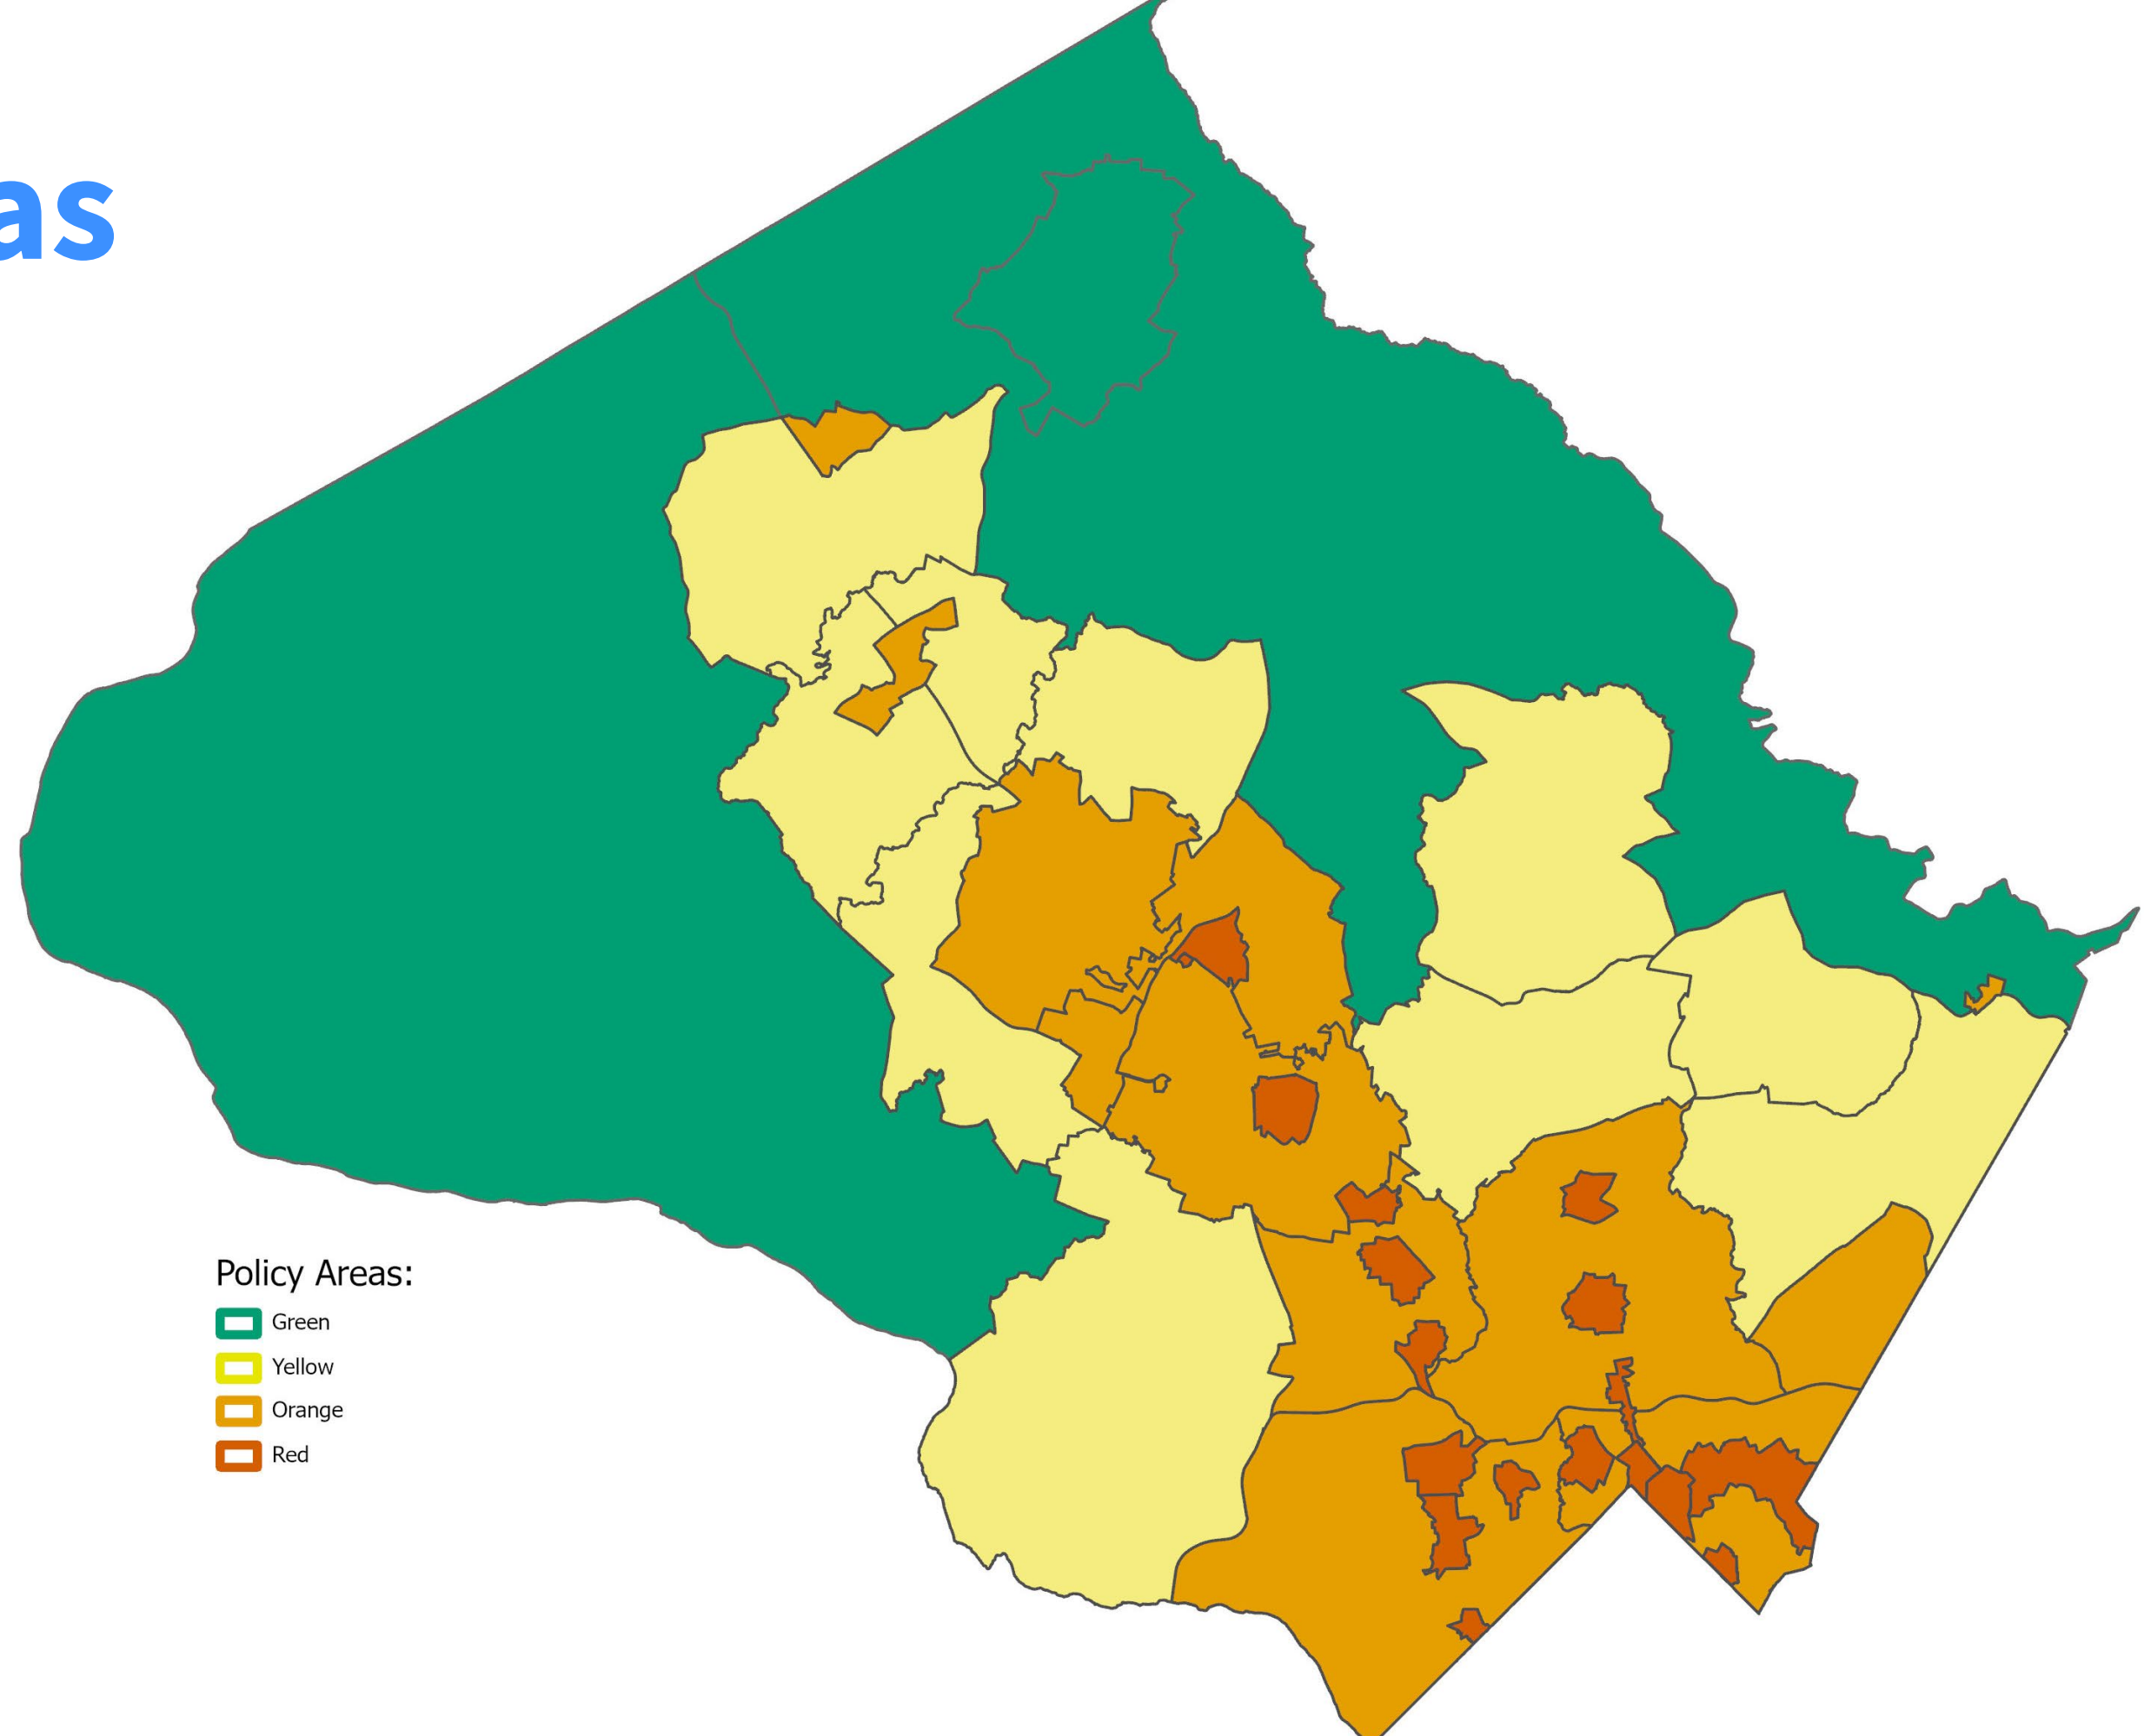 as
Policy Areas:
Green
Yellow
Orange
Red